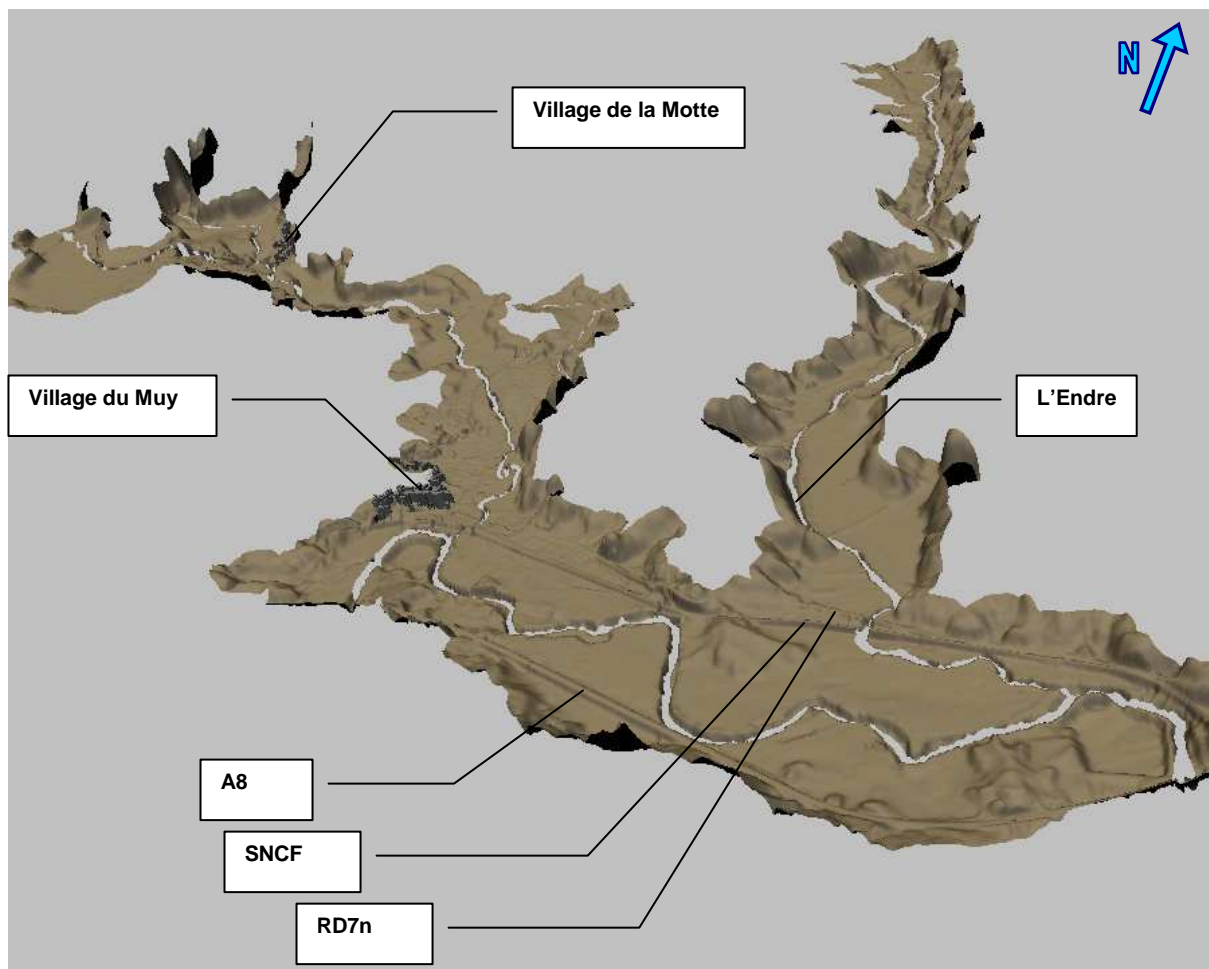 N
Village de la Motte
Village du Muy
L'Endre
A8
SNCF
RD7n